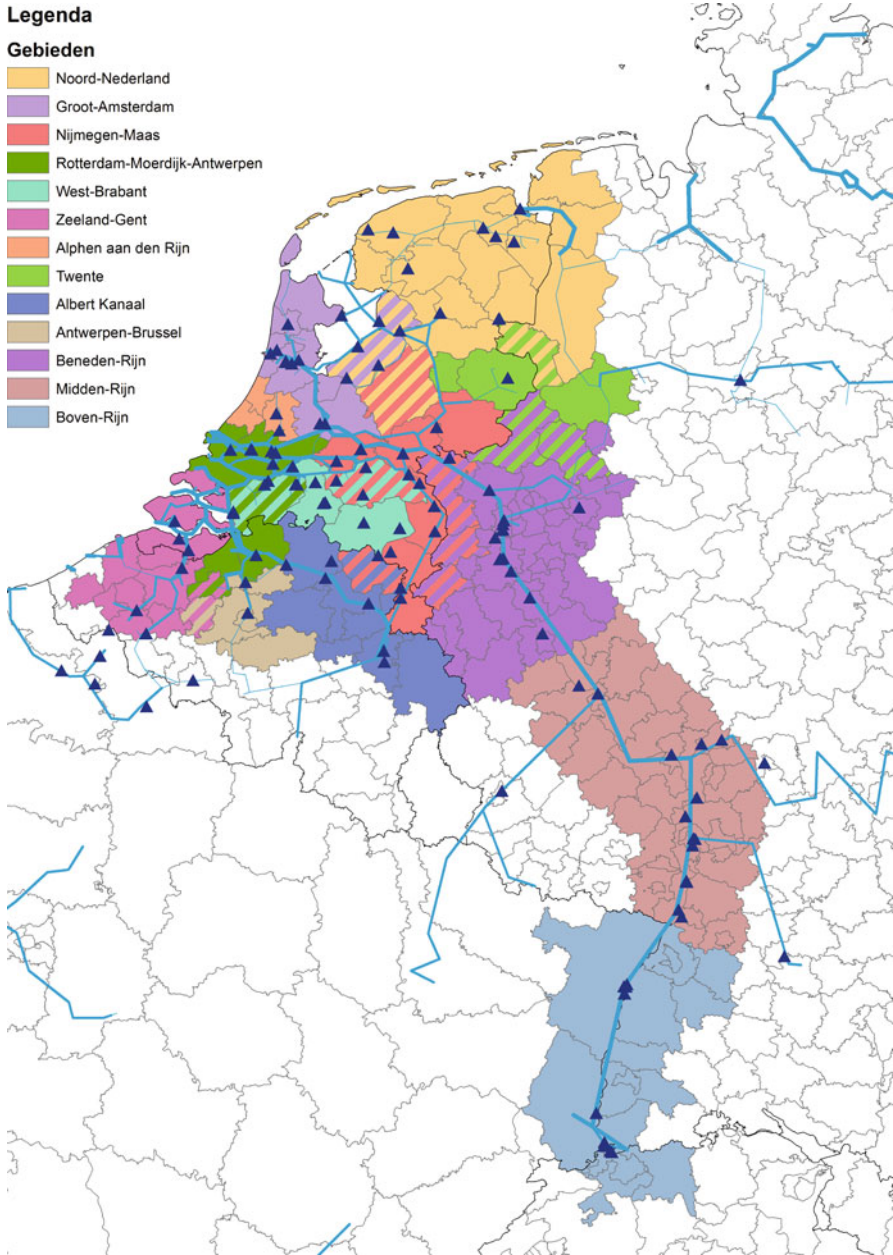 Legenda
Gebieden
Noord-Nederland
Groot-Amsterdam
Nijmegen-Maas
Rotterdam-Moerdijk-Antwerpen
West-Brabant
Zeeland-Gent
Alphen aan den Rijn
Twente
Albert Kanaal
Antwerpen-Brussel
Beneden-Rijn
Midden-Rijn
Boven-Rijn